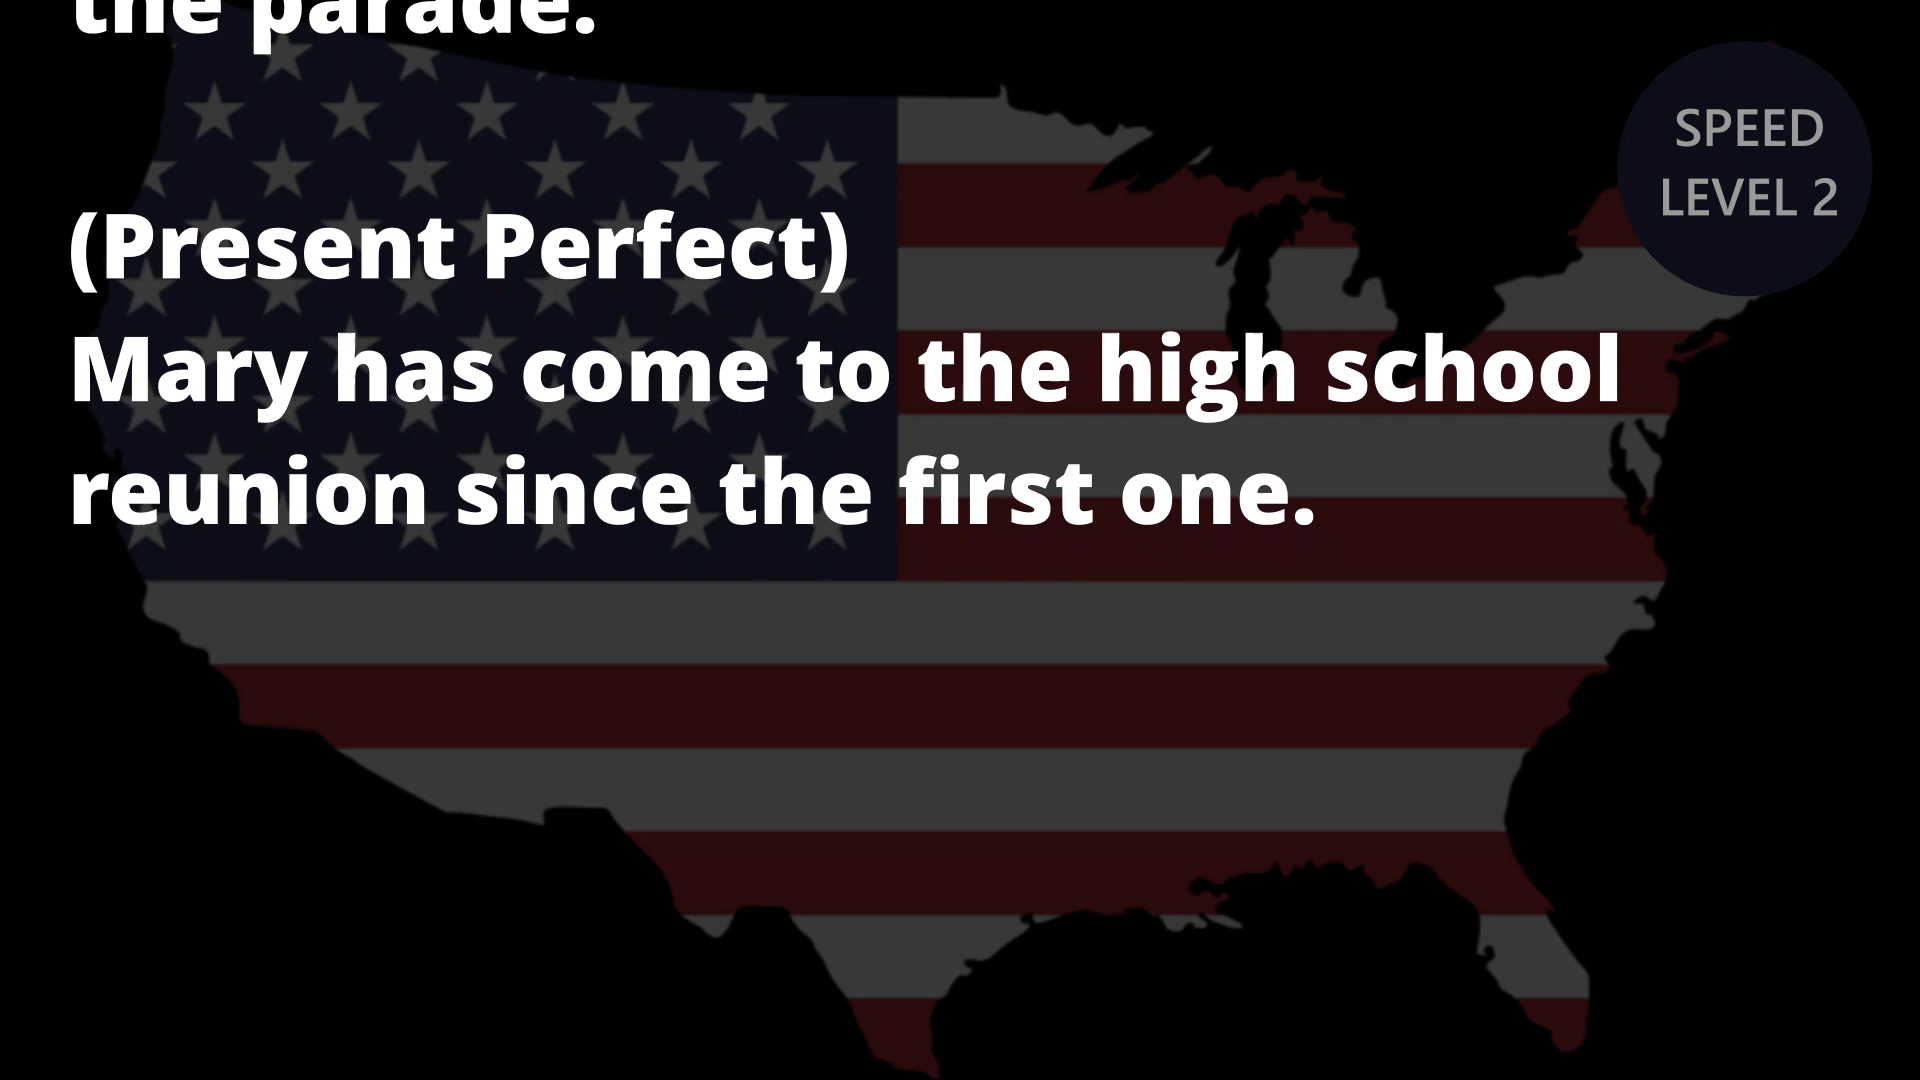 the parade.
SPEED
LEVEL 2
(Present Perfect)
Mary has come to the high school
reunion since the first one.